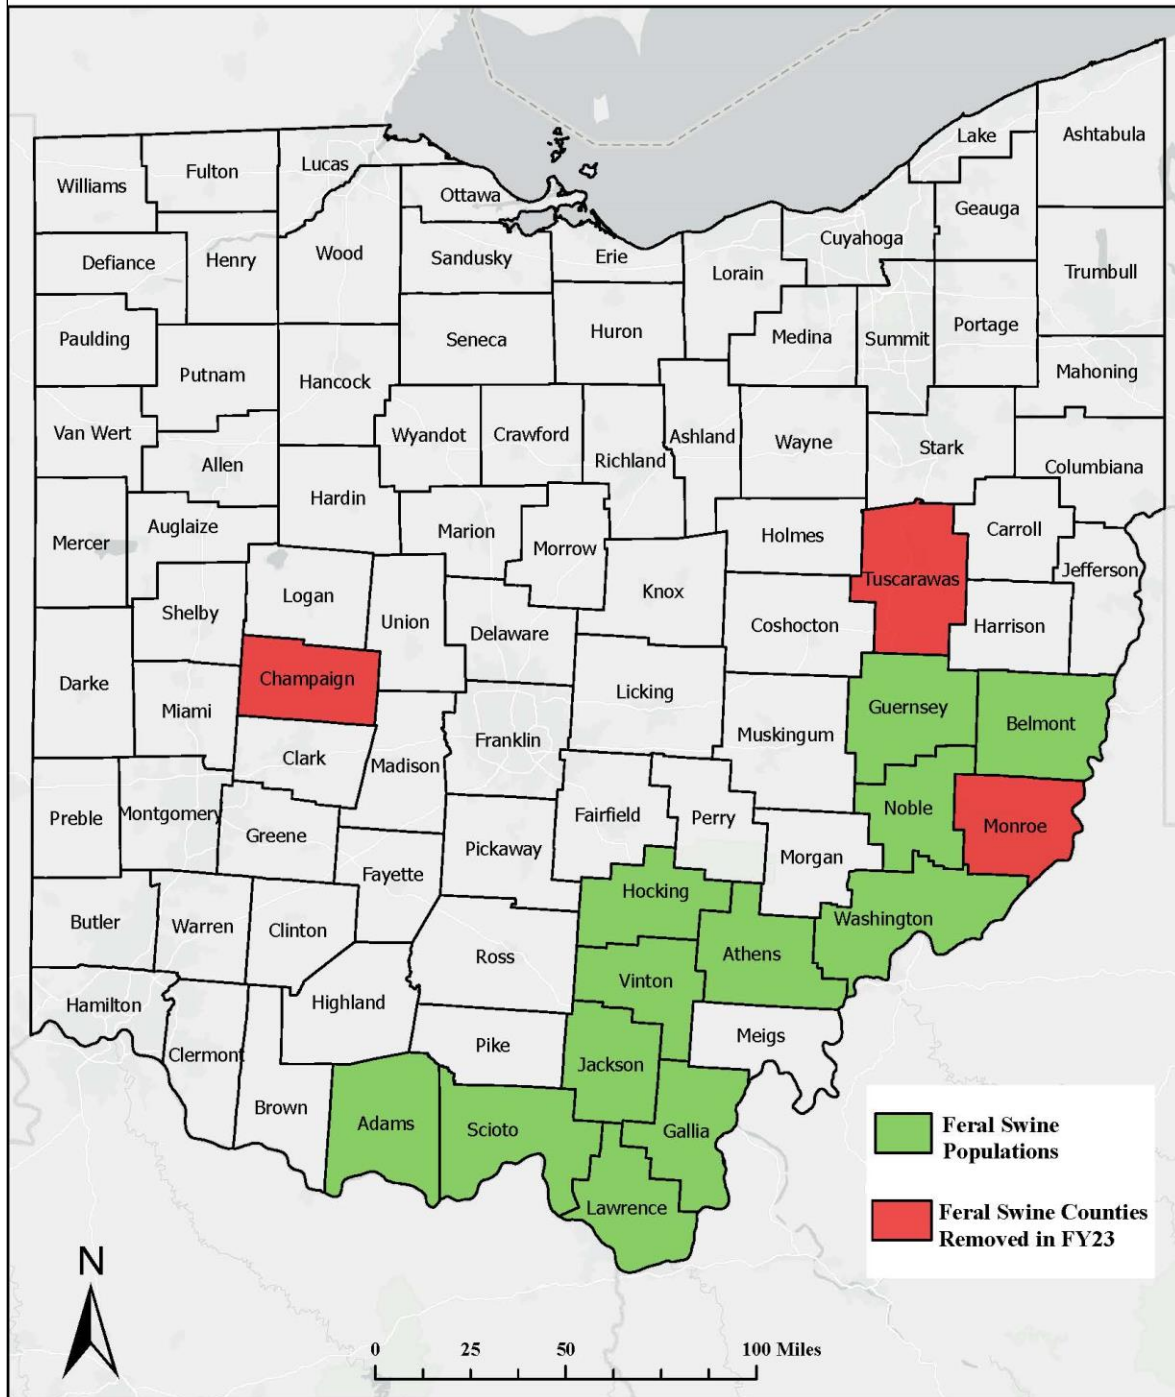 Lake
Ashtabula
Lucas
Fulton
Williams
Ottawa
Geauga
Cuyahoga
Wood
Sandusky
Erie
Henry
Defiance
Lorain
Trumbull
Portage
Medina
Summit
Huron
Seneca
Paulding
Mahoning
Putnam
Hancock
Van Wert
Wyandot
Crawford
Ashland
Wayne
Stark
Richland
Allen
Columbiana
Hardin
Auglaize
Marion
Holmes
Carroll
Mercer
Morrow
Jefferson
Tuscarawas
Knox
Logan
Shelby
Union
Delaware
Coshocton
Harrison
Champaign
Darke
Licking
Miami
Guernsey
Belmont
Muskingum
Franklin
Clark
Madison
Noble
Preble
Montgomery
Fairfield
Perry
Monroe
Greene
Pickaway
Morgan
Fayette
Hocking
Butler
Warren
Clinton
Washington
Ross
Athens
Vinton
Hamilton
Highland
Meigs
Pike
Clermont
Jackson
Brown
Adams
Scioto
Gallia
Lawrence
Feral Swine
Populations
Feral Swine Counties
Removed in FY23
N
0 25 50 100 Miles